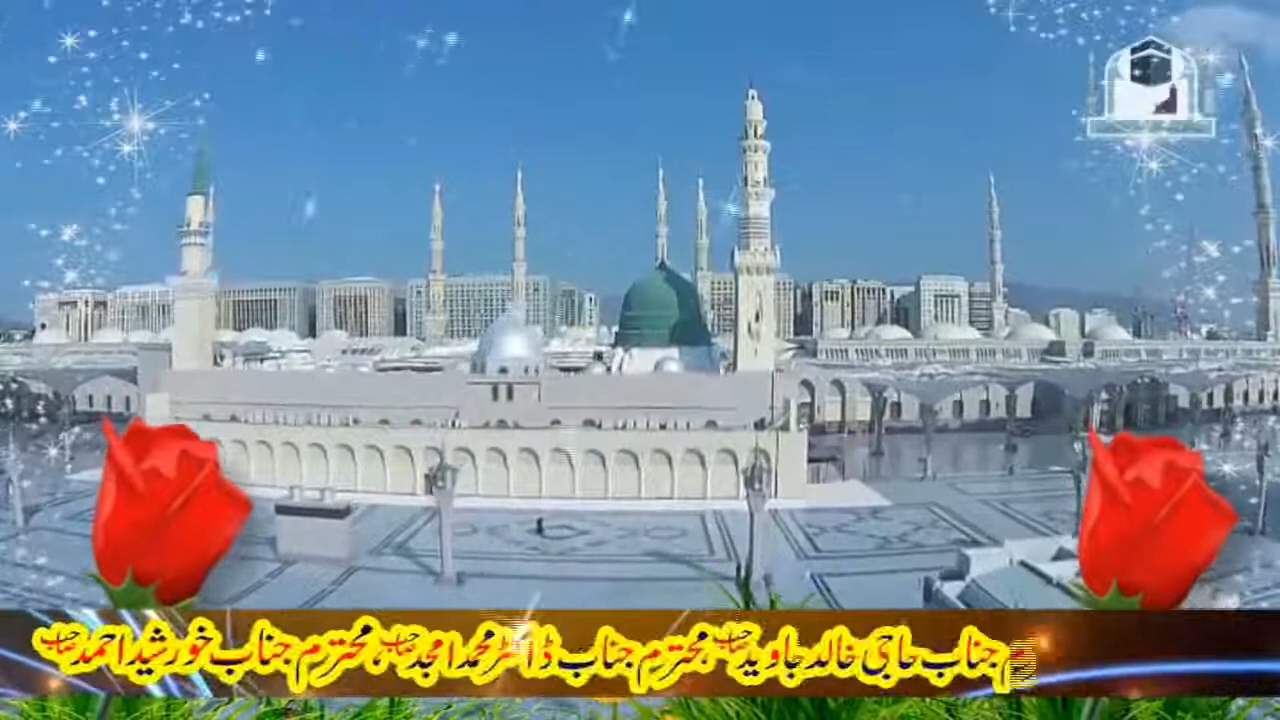 م جناب حاجی خالد جاوید صاحب، محترم جناب ڈاکٹر محمد امجد صاحب، محترم جناب خورشید احمد صاحب